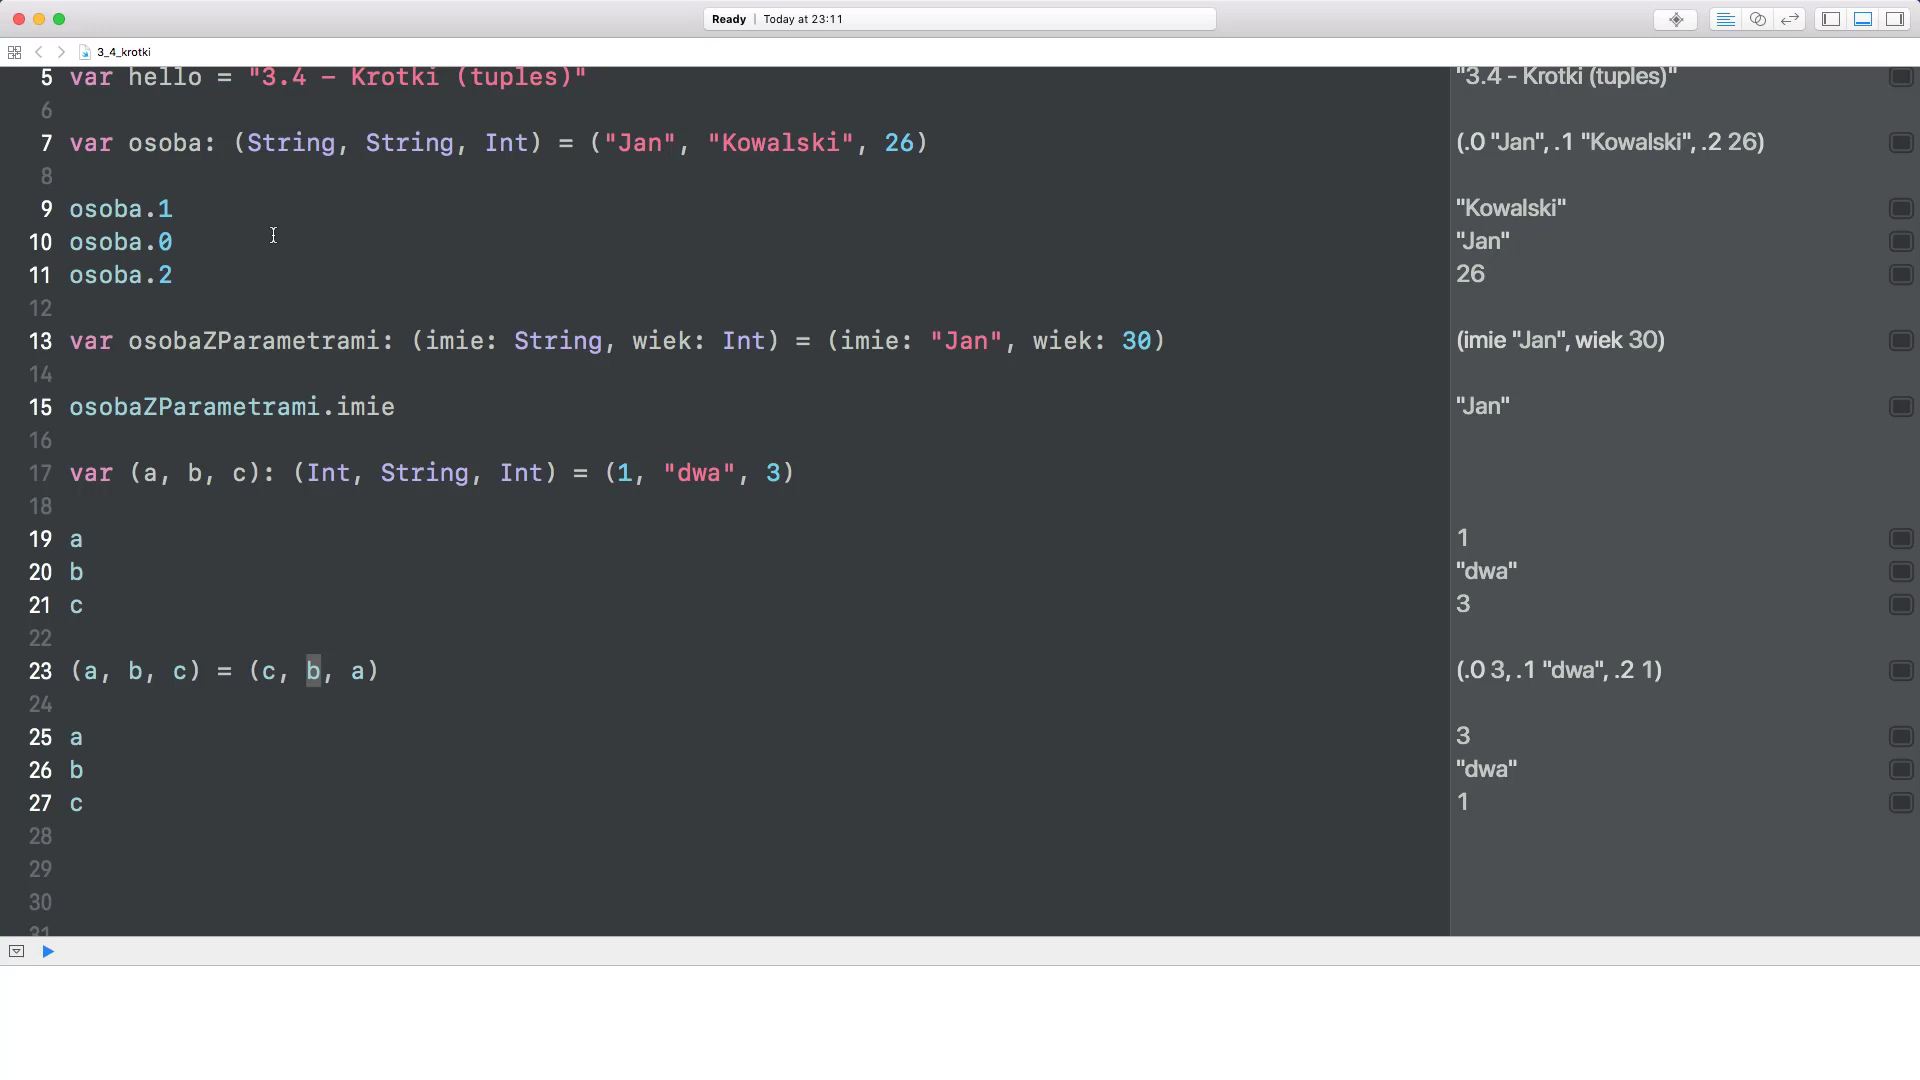 Ready | Today at 23:11
3_4_krotki
5 var hello = "3.4 – Krotki (tuples)" "3.4 - Krotki (tuples)"
6
7 var osoba: (String, String, Int) = ("Jan", "Kowalski", 26) (.0 "Jan", .1 "Kowalski", .2 26)
8
9 osoba.1 "Kowalski"
10 osoba.0 "Jan"
11 osoba.2 26
12
13 var osobaZParametrami: (imie: String, wiek: Int) = (imie: "Jan", wiek: 30) (imie "Jan", wiek 30)
14
15 osobaZParametrami.imie "Jan"
16
17 var (a, b, c): (Int, String, Int) = (1, "dwa", 3)
18
19 a 1
20 b "dwa"
21 c 3
22
23 (a, b, c) = (c, b, a) (.0 3, .1 "dwa", .2 1)
24
25 a 3
26 b "dwa"
27 c 1
28
29
30
31